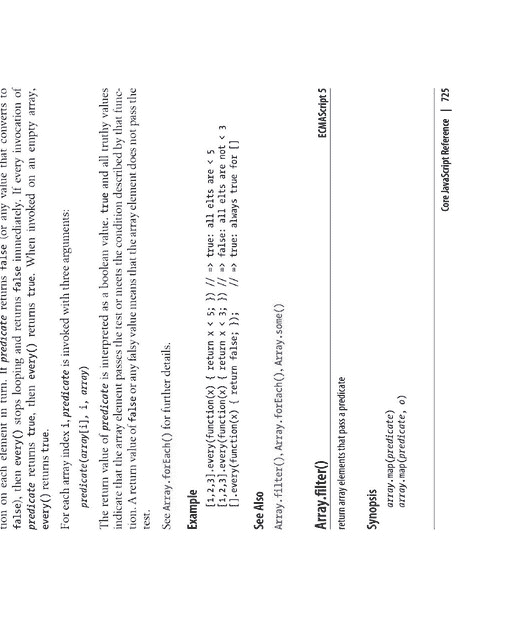 tion on each element in turn. If predicate returns false (or any value that converts to
false), then every() stops looping and returns false immediately. If every invocation of
predicate returns true, then every() returns true. When invoked on an empty array,
every() returns true.
For each array index i, predicate is invoked with three arguments:
predicate(array[i], i, array)
The return value of predicate is interpreted as a boolean value. true and all truthy values
indicate that the array element passes the test or meets the condition described by that func-
tion. A return value of false or any falsy value means that the array element does not pass the
test.
See Array.forEach() for further details.
Example
[1,2,3].every(function(x) { return x < 5; }) // => true: all elts are < 5
[1,2,3].every(function(x) { return x < 3; }) // => false: all elts are not < 3
[].every(function(x) { return false; }); // => true: always true for []
See Also
Array.filter(), Array.forEach(), Array.some()
Array.filter() ECMAScript 5
return array elements that pass a predicate
Synopsis
array.map(predicate)
array.map(predicate, o)
Core JavaScript Reference | 725